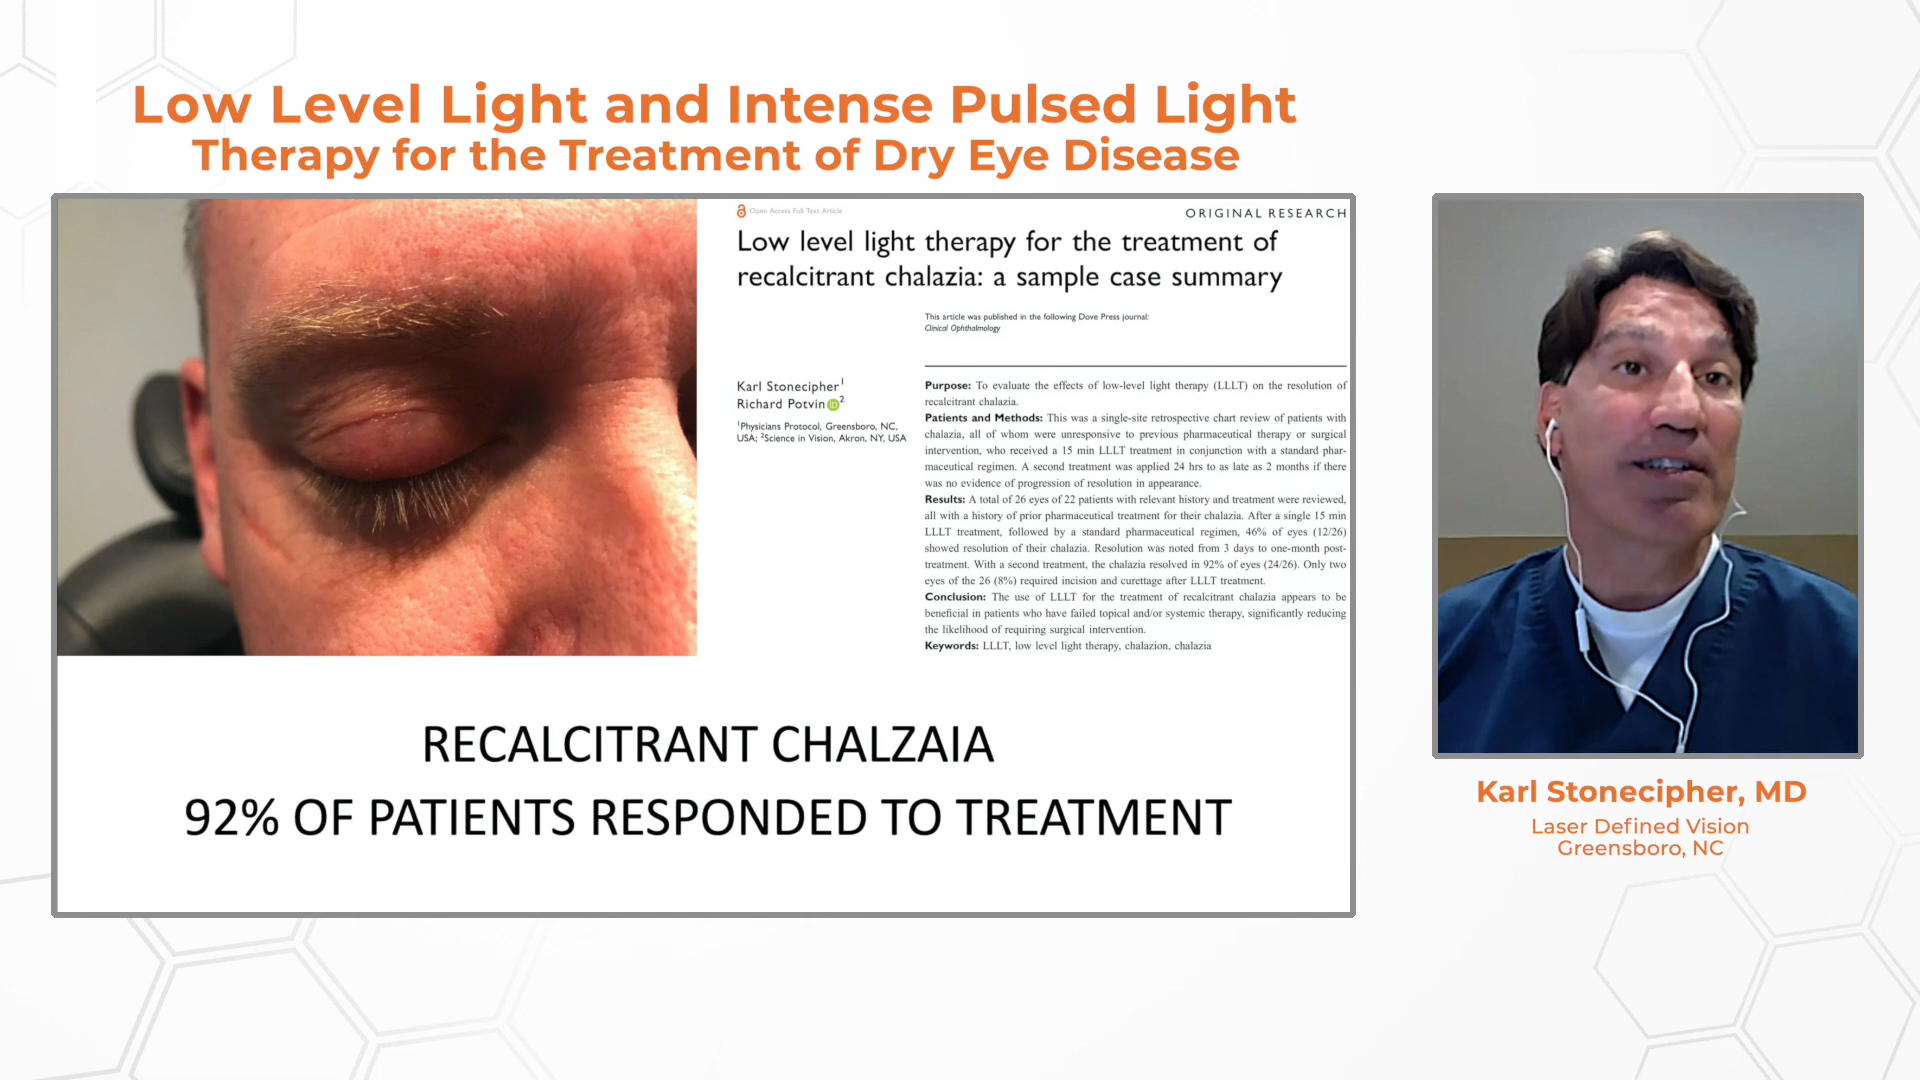 Low Level Light and Intense Pulsed Light
Therapy for the Treatment of Dry Eye Disease
Open Access Full Text Article
ORIGINAL RESEARCH
Low level light therapy for the treatment of
recalcitrant chalazia: a sample case summary
This article was published in the following Dove Press journal:
Clinical Ophthalmology
Karl Stonecipher1
Richard Potvin iD 2
1Physicians Protocol, Greensboro, NC,
USA; 2Science in Vision, Akron, NY, USA
Purpose: To evaluate the effects of low-level light therapy (LLLT) on the resolution of
recalcitrant chalazia.
Patients and Methods: This was a single-site retrospective chart review of patients with
chalazia, all of whom were unresponsive to previous pharmaceutical therapy or surgical
intervention, who received a 15 min LLLT treatment in conjunction with a standard phar-
maceutical regimen. A second treatment was applied 24 hrs to as late as 2 months if there
was no evidence of progression of resolution in appearance.
Results: A total of 26 eyes of 22 patients with relevant history and treatment were reviewed,
all with a history of prior pharmaceutical treatment for their chalazia. After a single 15 min
LLLT treatment, followed by a standard pharmaceutical regimen, 46% of eyes (12/26)
showed resolution of their chalazia. Resolution was noted from 3 days to one-month post-
treatment. With a second treatment, the chalazia resolved in 92% of eyes (24/26). Only two
eyes of the 26 (8%) required incision and curettage after LLLT treatment.
Conclusion: The use of LLLT for the treatment of recalcitrant chalazia appears to be
beneficial in patients who have failed topical and/or systemic therapy, significantly reducing
the likelihood of requiring surgical intervention.
Keywords: LLLT, low level light therapy, chalazion, chalazia
RECALCITRANT CHALZAIA
92% OF PATIENTS RESPONDED TO TREATMENT
Karl Stonecipher, MD
Laser Defined Vision
Greensboro, NC